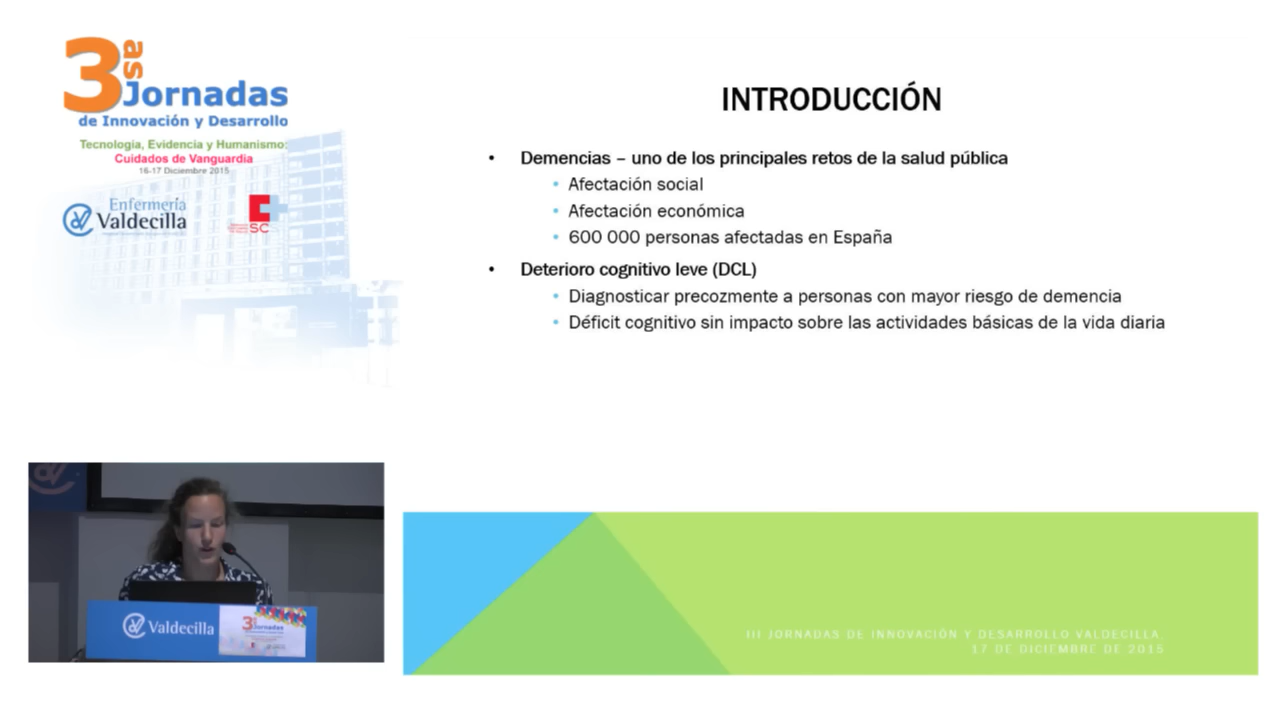 3as
Jornadas
de Innovación y Desarrollo
Tecnología, Evidencia y Humanismo:
Cuidados de Vanguardia
16-17 Diciembre 2015
Enfermería
Valdecilla
SC
INTRODUCCIÓN
• Demencias – uno de los principales retos de la salud pública
• Afectación social
• Afectación económica
• 600 000 personas afectadas en España
• Deterioro cognitivo leve (DCL)
• Diagnosticar precozmente a personas con mayor riesgo de demencia
• Déficit cognitivo sin impacto sobre las actividades básicas de la vida diaria
Valdecilla
3as
Jornadas
III JORNADAS DE INNOVACIÓN Y DESARROLLO VALDECILLA.
17 DE DICIEMBRE DE 2015